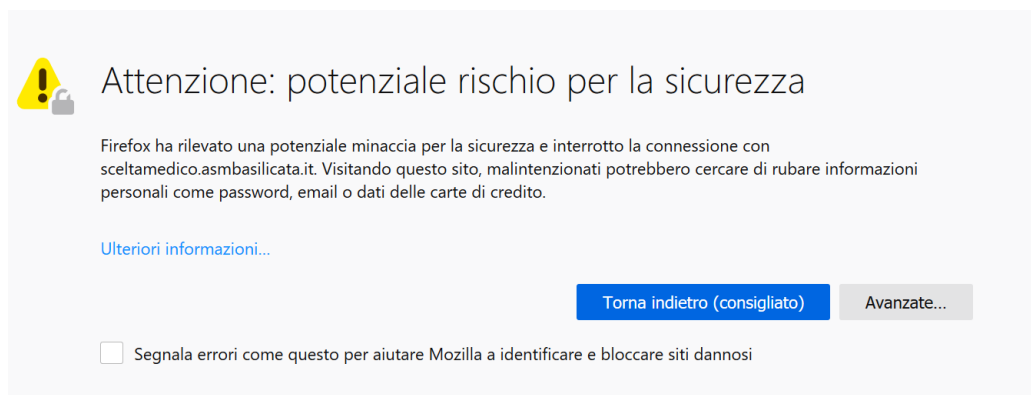 Attenzione: potenziale rischio per la sicurezza
Firefox ha rilevato una potenziale minaccia per la sicurezza e interrotto la connessione con
sceltamedico.asmbasilicata.it. Visitando questo sito, malintenzionati potrebbero cercare di rubare informazioni
personali come password, email o dati delle carte di credito.
Ulteriori informazioni...
Torna indietro (consigliato)
Avanzate...
Segnala errori come questo per aiutare Mozilla a identificare e bloccare siti dannosi